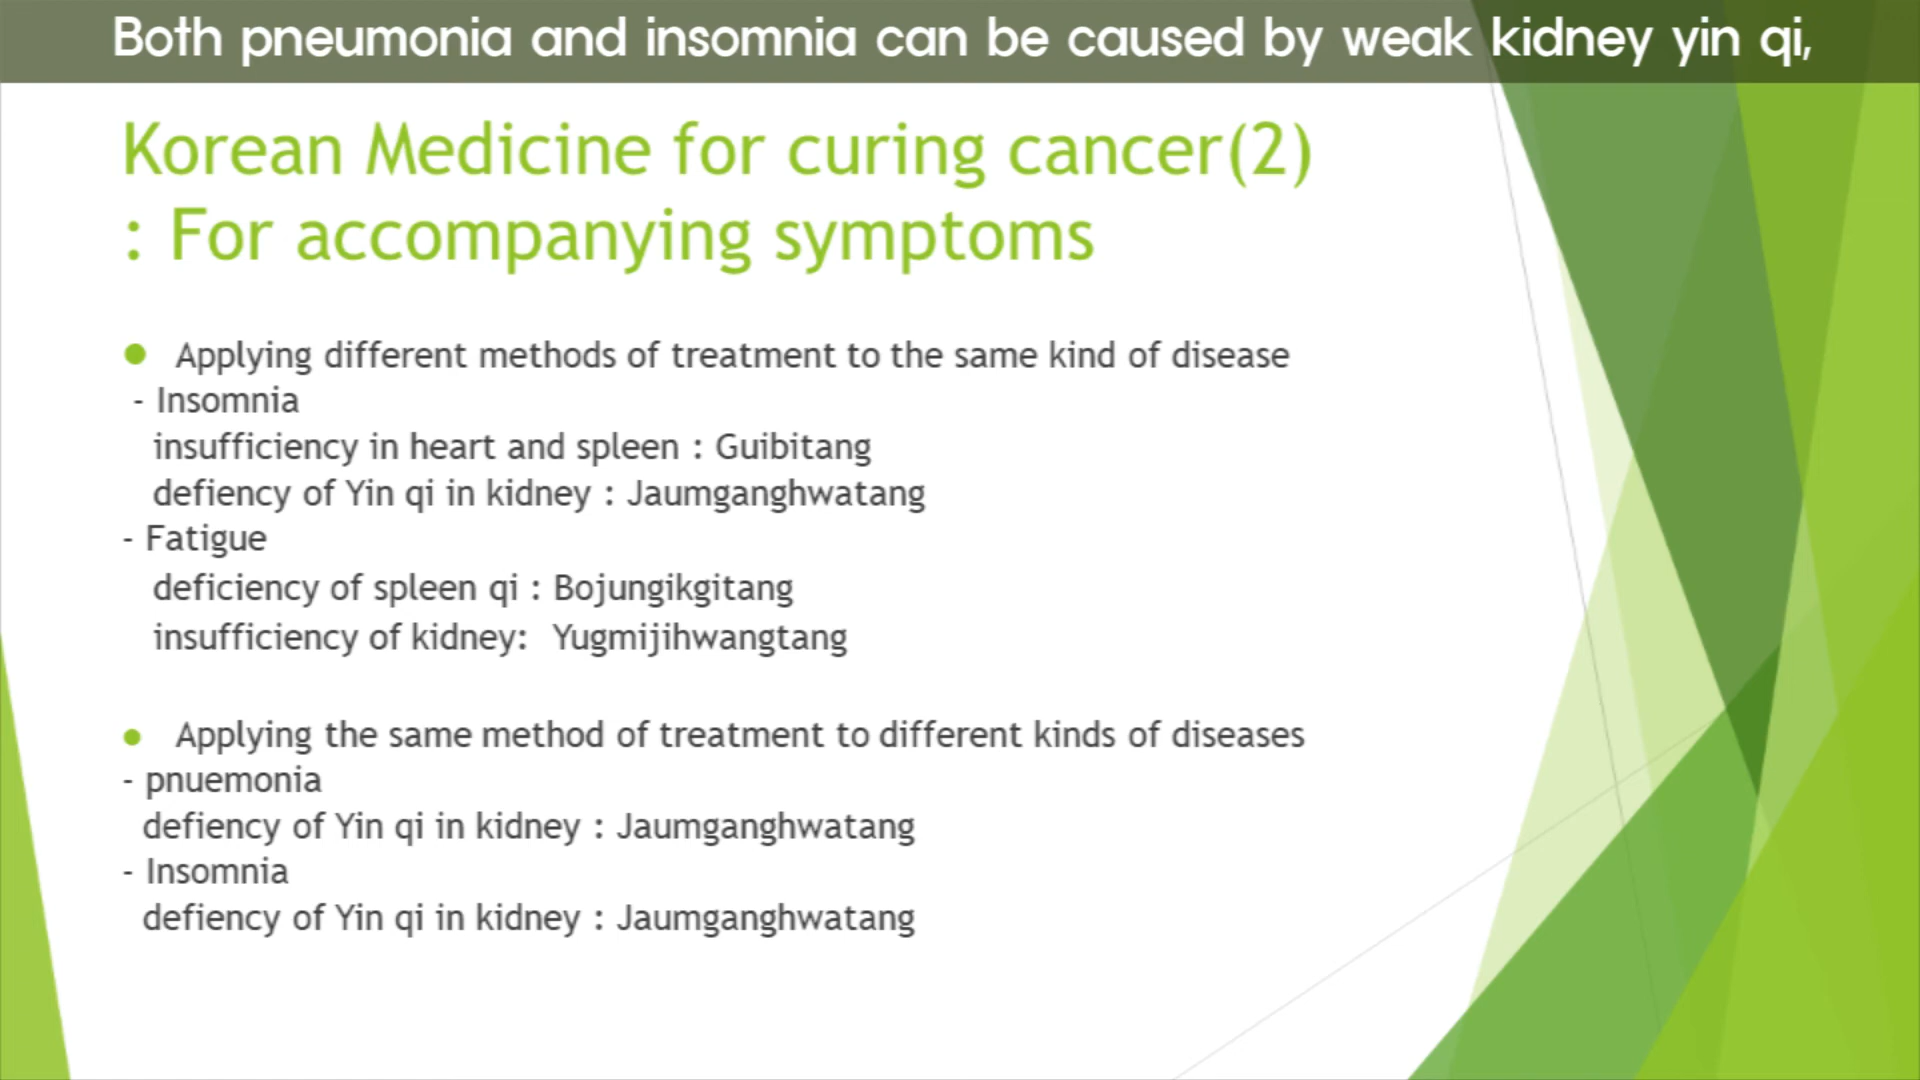 Both pneumonia and insomnia can be caused by weak kidney yin qi,
Korean Medicine for curing cancer(2)
: For accompanying symptoms
● Applying different methods of treatment to the same kind of disease
- Insomnia
insufficiency in heart and spleen : Guibitang
defiency of Yin qi in kidney : Jaumganghwatang
- Fatigue
deficiency of spleen qi : Bojungikgitang
insufficiency of kidney: Yugmijihwangtang
● Applying the same method of treatment to different kinds of diseases
- pnuemonia
defiency of Yin qi in kidney : Jaumganghwatang
- Insomnia
defiency of Yin qi in kidney : Jaumganghwatang